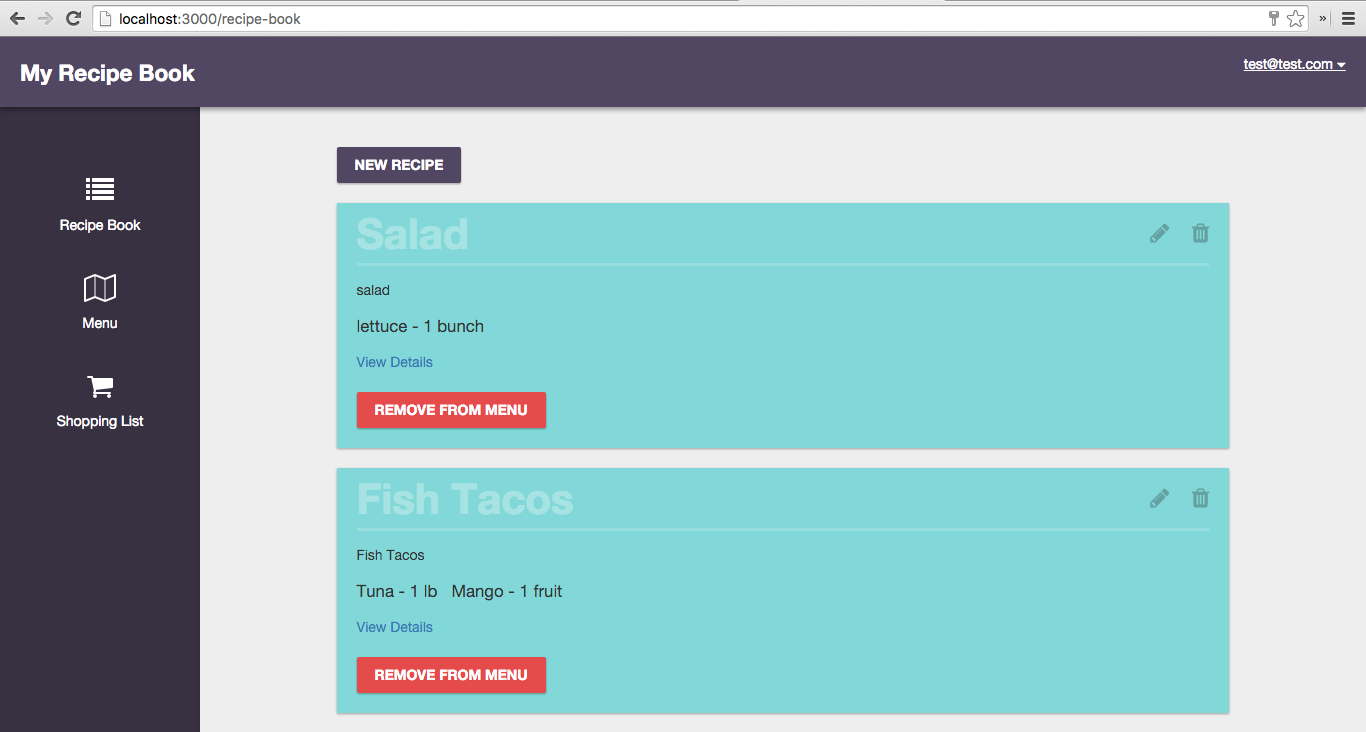 localhost:3000/recipe-book
»
My Recipe Book
test@test.com
Recipe Book
Menu
Shopping List
NEW RECIPE
Salad
salad
lettuce - 1 bunch
View Details
REMOVE FROM MENU
Fish Tacos
Fish Tacos
Tuna - 1 lb Mango - 1 fruit
View Details
REMOVE FROM MENU